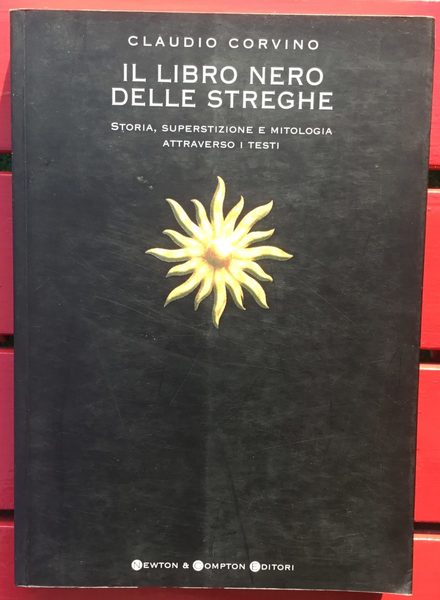 CLAUDIO CORVINO
IL LIBRO NERO
DELLE STREGHE
STORIA, SUPERSTIZIONE E MITOLOGIA
ATTRAVERSO I TESTI
NEWTON & COMPTON EDITORI